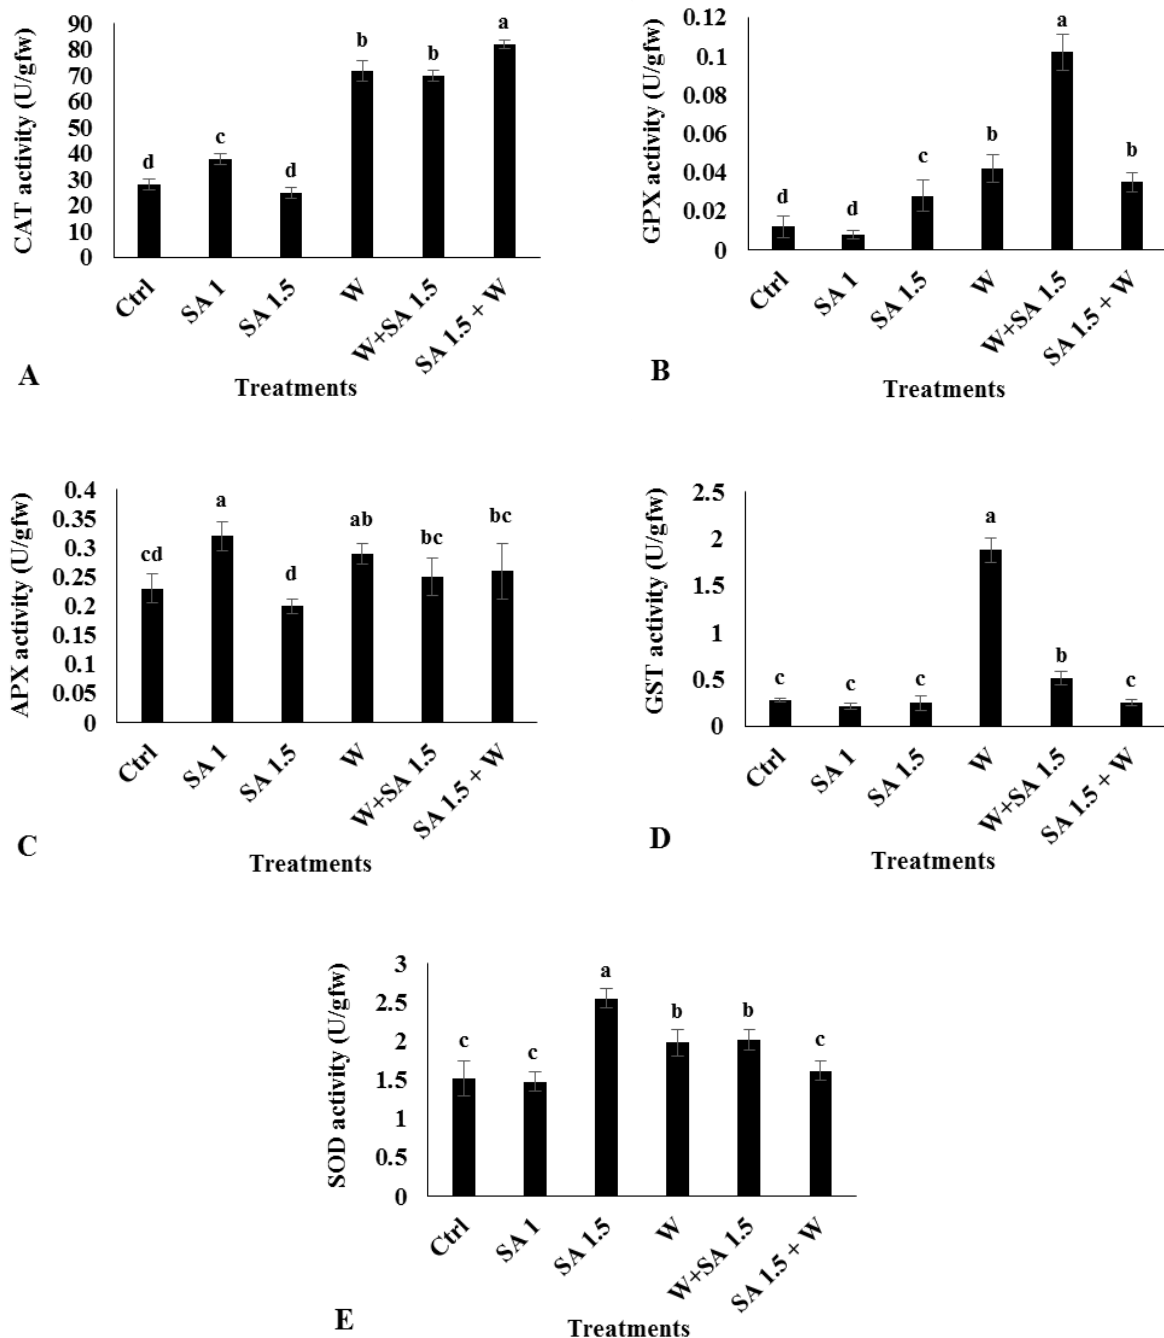 CAT activity (U/gfw)
90
80
70
60
50
40
30
20
10
0
d
c
d
b
b
a
Ctrl
SA 1
SA 1.5
W
W+SA 1.5
SA 1.5 + W
A
Treatments
GPX activity (U/gfw)
0.12
0.1
0.08
0.06
0.04
0.02
0
d
d
c
b
a
b
Ctrl
SA 1
SA 1.5
W
W+SA 1.5
SA 1.5 + W
B
Treatments
APX activity (U/gfw)
0.4
0.35
0.3
0.25
0.2
0.15
0.1
0.05
0
cd
a
d
ab
bc
bc
Ctrl
SA 1
SA 1.5
W
W+SA 1.5
SA 1.5 + W
C
Treatments
GST activity (U/gfw)
2.5
2
1.5
1
0.5
0
c
c
c
a
b
c
Ctrl
SA 1
SA 1.5
W
W+SA 1.5
SA 1.5 + W
D
Treatments
SOD activity (U/gfw)
3
2.5
2
1.5
1
0.5
0
c
c
a
b
b
c
Ctrl
SA 1
SA 1.5
W
W+SA 1.5
SA 1.5 + W
E
Treatments